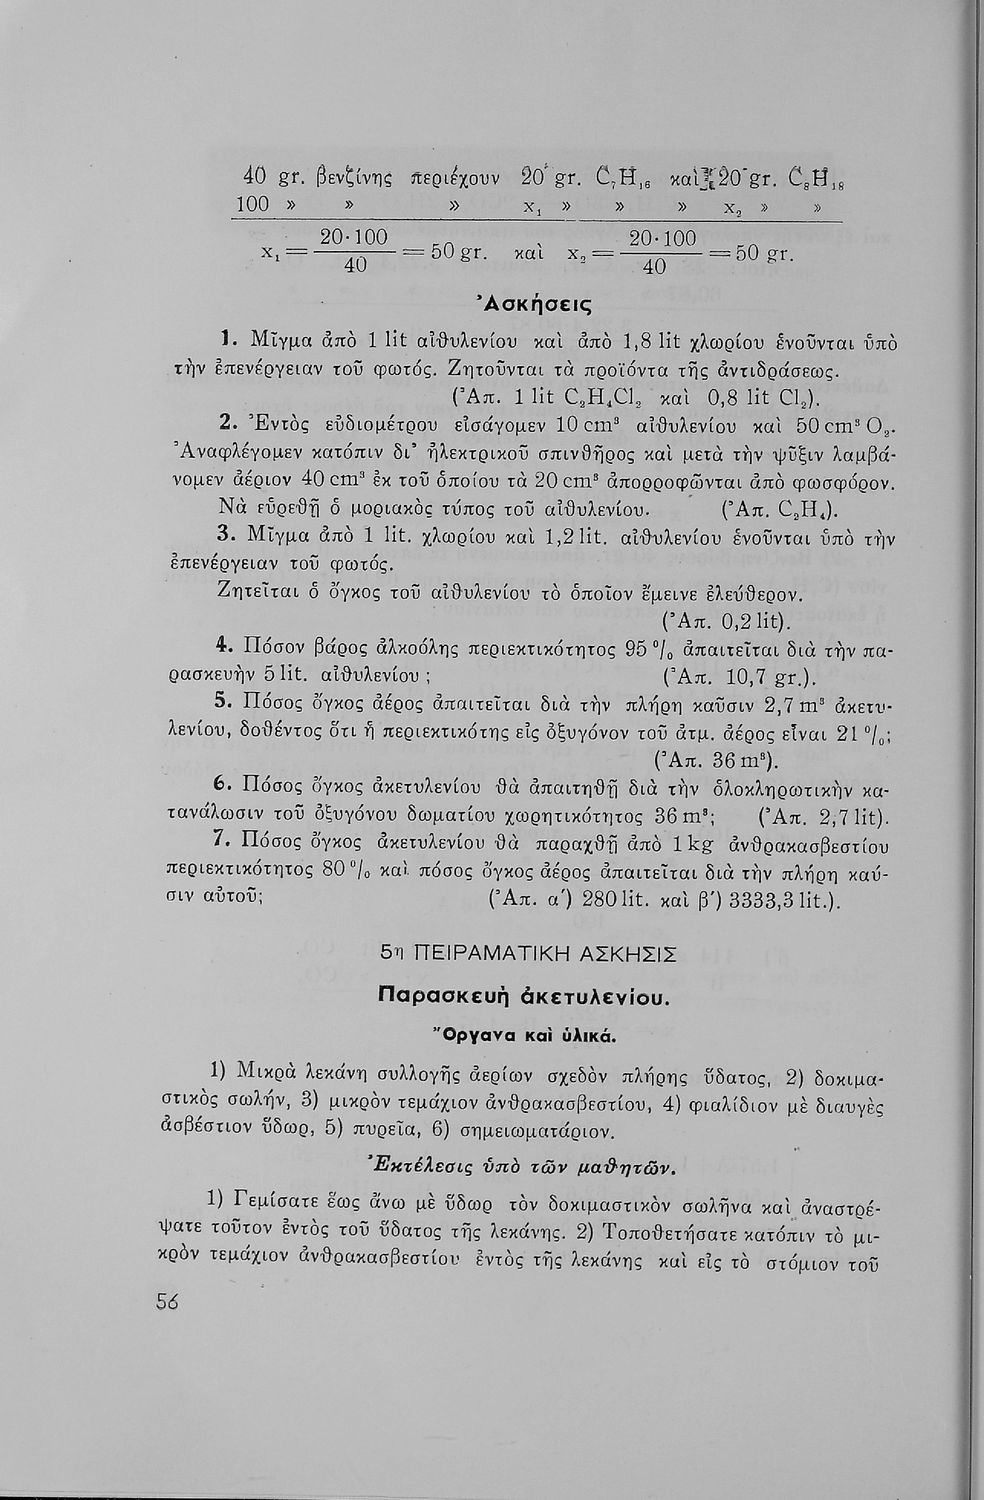 40 gr. βενζίνης περιέχουν 20 gr. C₇H₁₆ καὶ 20 gr. C₈H₁₈
100 » » » x₁ » » » x₂ » »
x₁ = 20·100 / 40 = 50 gr. καὶ x₂ = 20·100 / 40 = 50 gr.
Ἀσκήσεις
1. Μῖγμα ἀπὸ 1 lit αἰθυλενίου καὶ ἀπὸ 1,8 lit χλωρίου ἑνοῦνται ὑπὸ
τὴν ἐπενέργειαν τοῦ φωτός. Ζητοῦνται τὰ προϊόντα τῆς ἀντιδράσεως.
(Ἀπ. 1 lit C₂H₄Cl₂ καὶ 0,8 lit Cl₂).
2. Ἐντὸς εὐδιομέτρου εἰσάγομεν 10 cm³ αἰθυλενίου καὶ 50 cm³ O₂.
Ἀναφλέγομεν κατόπιν δι' ἠλεκτρικοῦ σπινθῆρος καὶ μετὰ τὴν ψῦξιν λαμβά-
νομεν ἀέριον 40 cm³ ἐκ τοῦ ὁποίου τὰ 20 cm³ ἀπορροφῶνται ἀπὸ φωσφόρον.
Νὰ εὑρεθῇ ὁ μοριακὸς τύπος τοῦ αἰθυλενίου. (Ἀπ. C₂H₄).
3. Μῖγμα ἀπὸ 1 lit. χλωρίου καὶ 1,2 lit. αἰθυλενίου ἑνοῦνται ὑπὸ τὴν
ἐπενέργειαν τοῦ φωτός.
Ζητεῖται ὁ ὄγκος τοῦ αἰθυλενίου τὸ ὁποῖον ἔμεινε ἐλεύθερον.
(Ἀπ. 0,2 lit).
4. Πόσον βάρος ἀλκοόλης περιεκτικότητος 95 % ἀπαιτεῖται διὰ τὴν πα-
ρασκευὴν 5 lit. αἰθυλενίου ; (Ἀπ. 10,7 gr.).
5. Πόσος ὄγκος ἀέρος ἀπαιτεῖται διὰ τὴν πλήρη καῦσιν 2,7 m³ ἀκετυ-
λενίου, δοθέντος ὅτι ἡ περιεκτικότης εἰς ὀξυγόνον τοῦ ἀτμ. ἀέρος εἶναι 21 %;
(Ἀπ. 36 m³).
6. Πόσος ὄγκος ἀκετυλενίου θὰ ἀπαιτηθῇ διὰ τὴν ὁλοκληρωτικὴν κα-
τανάλωσιν τοῦ ὀξυγόνου δωματίου χωρητικότητος 36 m³; (Ἀπ. 2,7 lit).
7. Πόσος ὄγκος ἀκετυλενίου θὰ παραχθῇ ἀπὸ 1 kg ἀνθρακασβεστίου
περιεκτικότητος 80 % καὶ πόσος ὄγκος ἀέρος ἀπαιτεῖται διὰ τὴν πλήρη καῦ-
σιν αὐτοῦ; (Ἀπ. α') 280 lit. καὶ β') 3333,3 lit.).
5η ΠΕΙΡΑΜΑΤΙΚΗ ΑΣΚΗΣΙΣ
Παρασκευὴ ἀκετυλενίου.
Ὄργανα καὶ ὑλικά.
1) Μικρὰ λεκάνη συλλογῆς ἀερίων σχεδὸν πλήρης ὕδατος, 2) δοκιμα-
στικὸς σωλήν, 3) μικρὸν τεμάχιον ἀνθρακασβεστίου, 4) φιαλίδιον μὲ διαυγὲς
ἀσβέστιον ὕδωρ, 5) πυρεῖα, 6) σημειωματάριον.
Ἐκτέλεσις ὑπὸ τῶν μαθητῶν.
1) Γεμίσατε ἕως ἄνω μὲ ὕδωρ τὸν δοκιμαστικὸν σωλῆνα καὶ ἀναστρέ-
ψατε τοῦτον ἐντὸς τοῦ ὕδατος τῆς λεκάνης. 2) Τοποθετήσατε κατόπιν τὸ μι-
κρὸν τεμάχιον ἀνθρακασβεστίου ἐντὸς τῆς λεκάνης καὶ εἰς τὸ στόμιον τοῦ
56